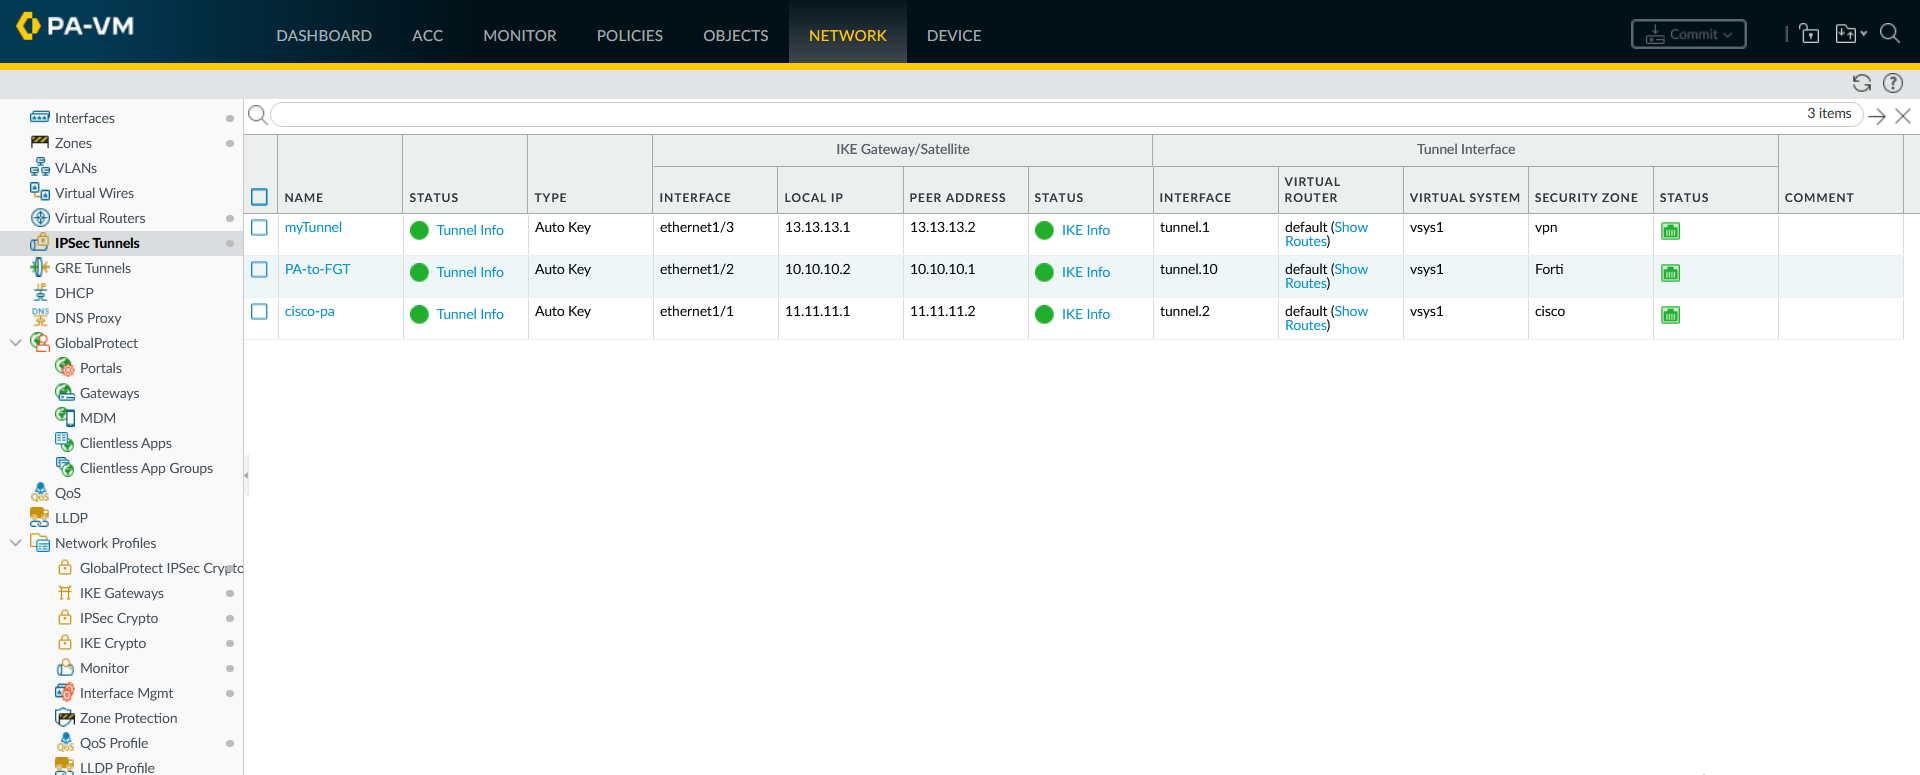 PA-VM
DASHBOARD ACC MONITOR POLICIES OBJECTS NETWORK DEVICE Commit
Interfaces
Zones
VLANs
Virtual Wires
Virtual Routers
IPSec Tunnels
GRE Tunnels
DHCP
DNS Proxy
GlobalProtect
Portals
Gateways
MDM
Clientless Apps
Clientless App Groups
QoS
LLDP
Network Profiles
GlobalProtect IPSec Crypto
IKE Gateways
IPSec Crypto
IKE Crypto
Monitor
Interface Mgmt
Zone Protection
QoS Profile
LLDP Profile
3 items
IKE Gateway/Satellite Tunnel Interface
NAME STATUS TYPE INTERFACE LOCAL IP PEER ADDRESS STATUS INTERFACE VIRTUAL ROUTER VIRTUAL SYSTEM SECURITY ZONE STATUS COMMENT
myTunnel Tunnel Info Auto Key ethernet1/3 13.13.13.1 13.13.13.2 IKE Info tunnel.1 default (Show Routes) vsys1 vpn
PA-to-FGT Tunnel Info Auto Key ethernet1/2 10.10.10.2 10.10.10.1 IKE Info tunnel.10 default (Show Routes) vsys1 Forti
cisco-pa Tunnel Info Auto Key ethernet1/1 11.11.11.1 11.11.11.2 IKE Info tunnel.2 default (Show Routes) vsys1 cisco